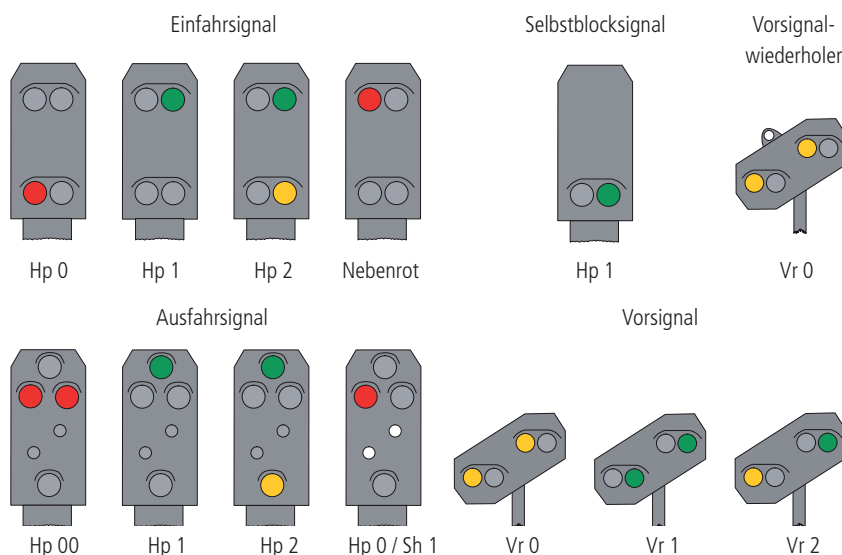 Einfahrsignal
Selbstblocksignal
Vorsignal-
wiederholer
Hp 0
Hp 1
Hp 2
Nebenrot
Hp 1
Vr 0
Ausfahrsignal
Vorsignal
Hp 00
Hp 1
Hp 2
Hp 0 / Sh 1
Vr 0
Vr 1
Vr 2